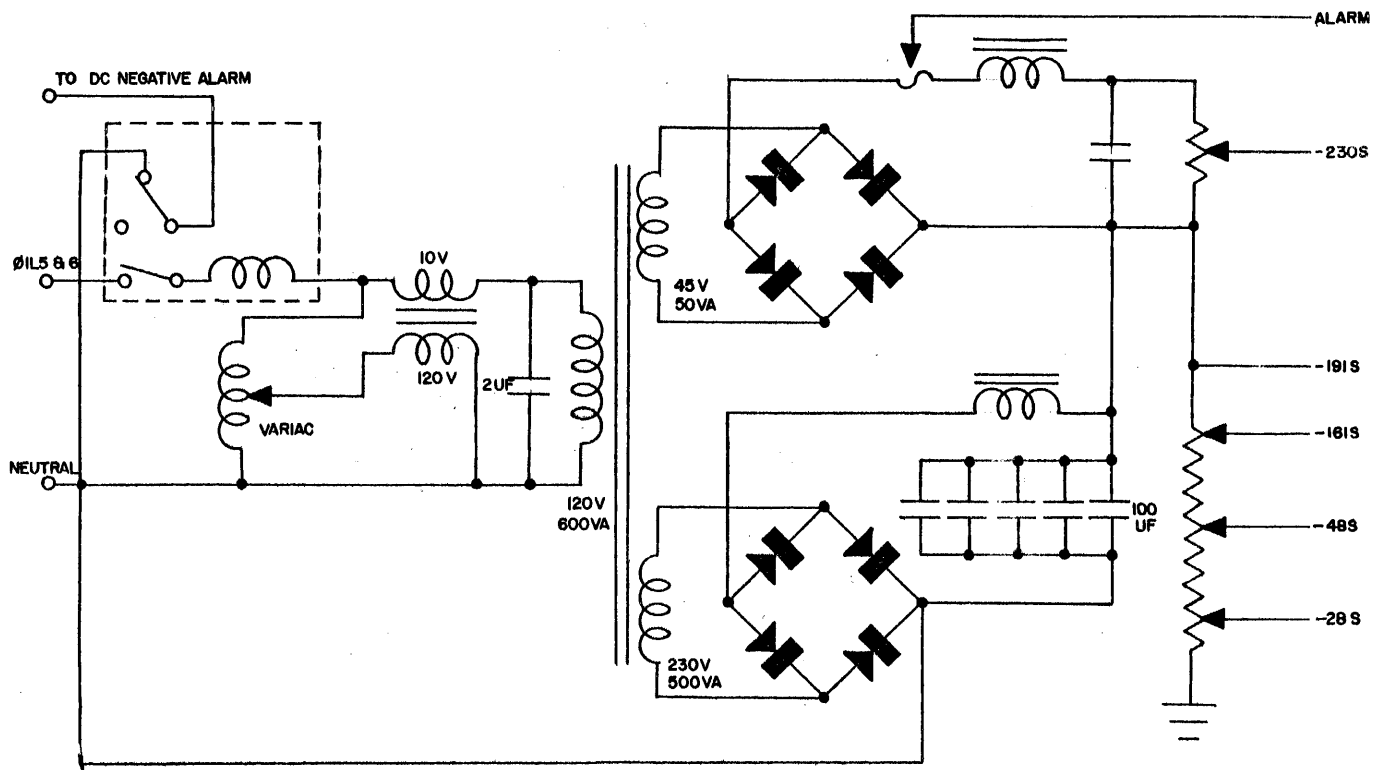 ALARM
TO DC NEGATIVE ALARM
-230S
Ø1L5 & 6
10V
45V
50VA
120V
2UF
VARIAC
-191S
-161S
NEUTRAL
120V
600VA
100
UF
-48S
-28S
230V
500VA